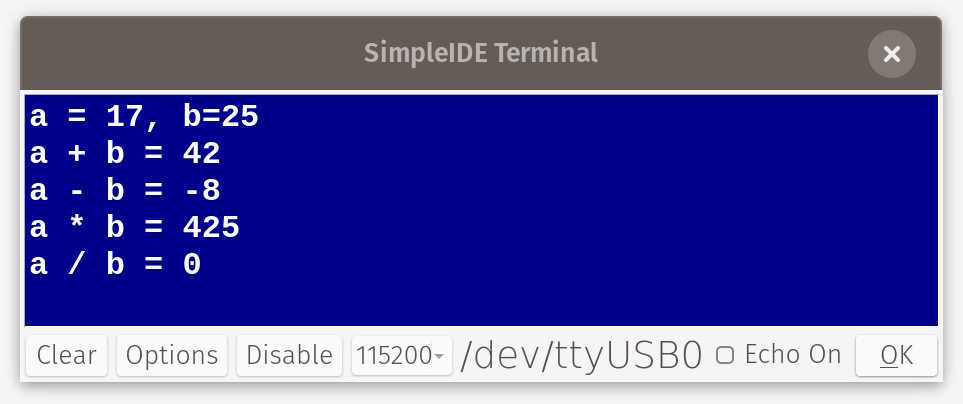 SimpleIDE Terminal
a = 17, b=25
a + b = 42
a - b = -8
a * b = 425
a / b = 0
Clear Options Disable 115200 /dev/ttyUSB0 Echo On OK